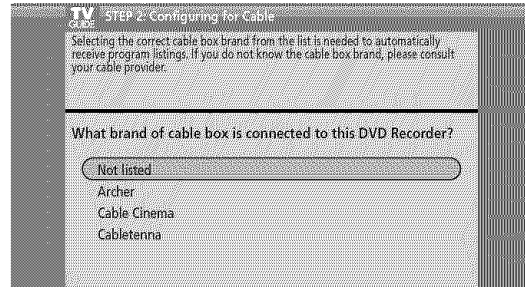 TV
GUIDE
STEP 2: Configuring for Cable
Selecting the correct cable box brand from the list is needed to automatically
receive program listings. If you do not know the cable box brand, please consult
your cable provider.
What brand of cable box is connected to this DVD Recorder?
Not listed
Archer
Cable Cinema
Cabletenna